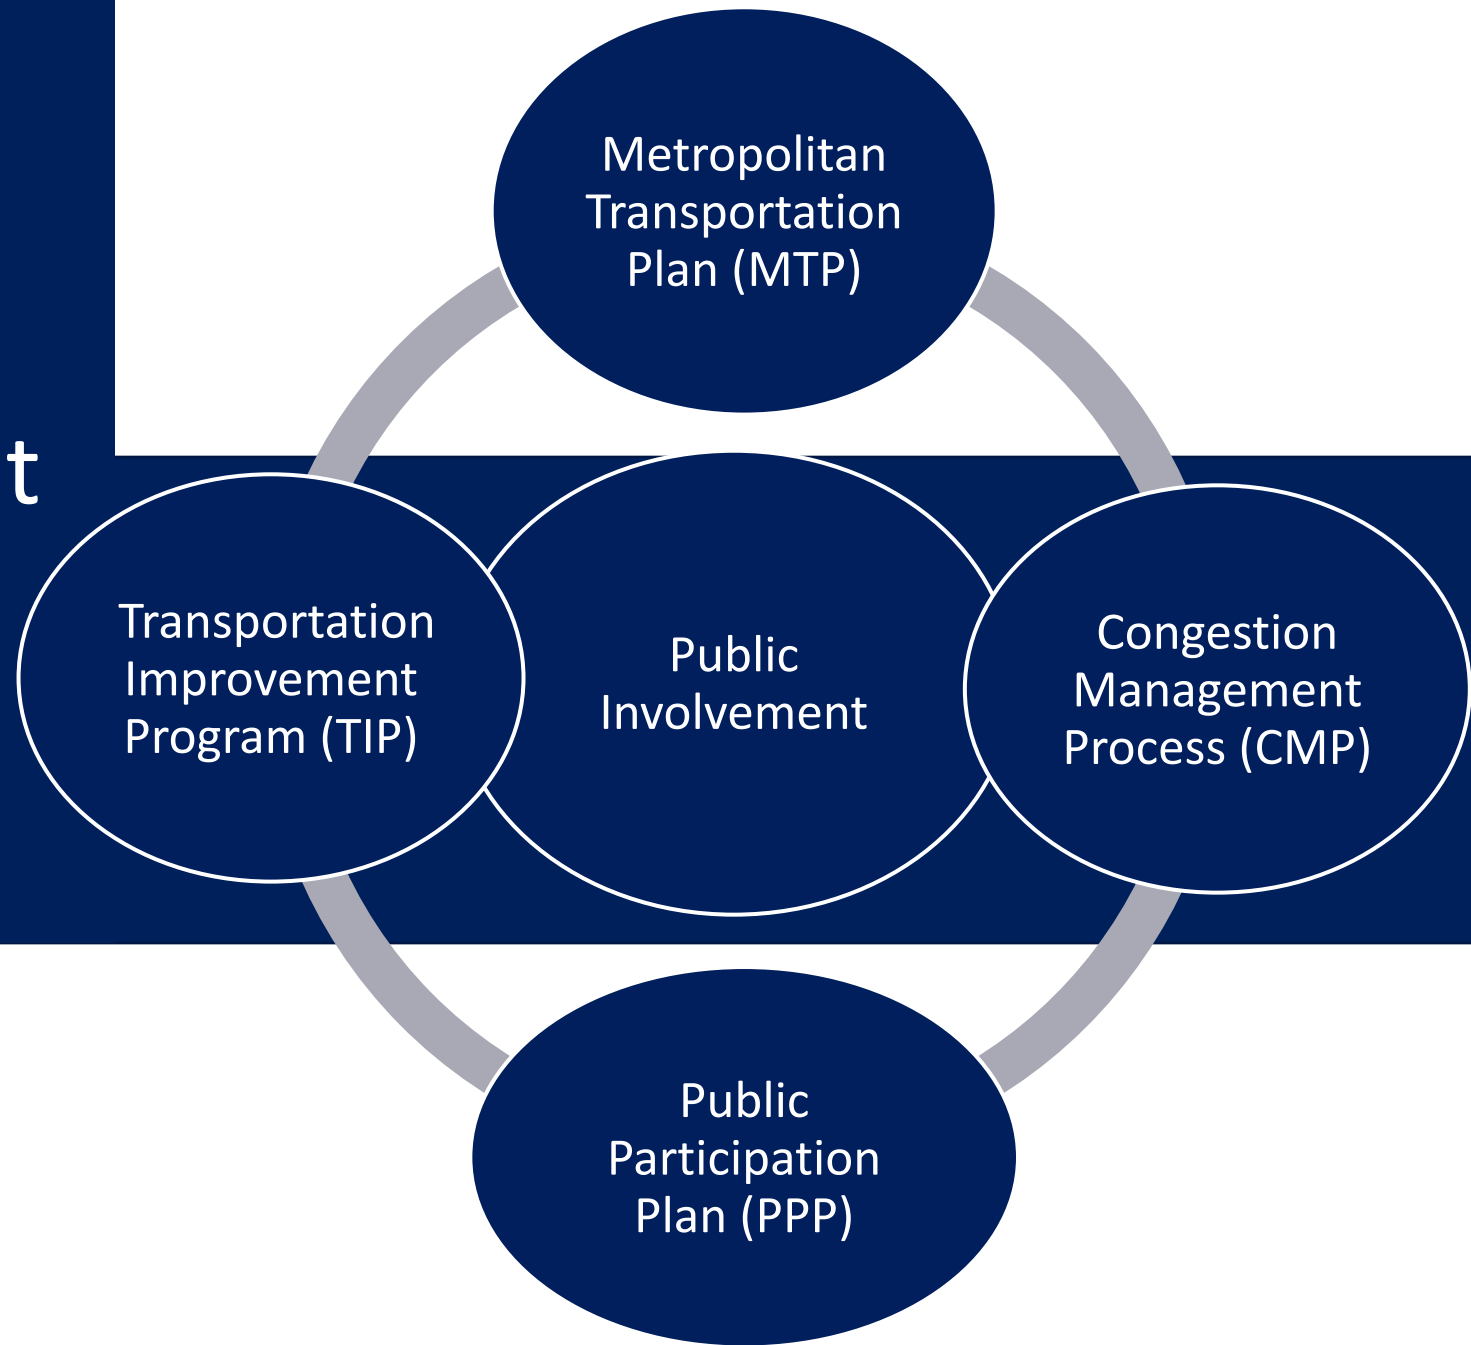 Metropolitan
Transportation
Plan (MTP)
t
Transportation
Improvement
Program (TIP)
Public
Involvement
Congestion
Management
Process (CMP)
Public
Participation
Plan (PPP)